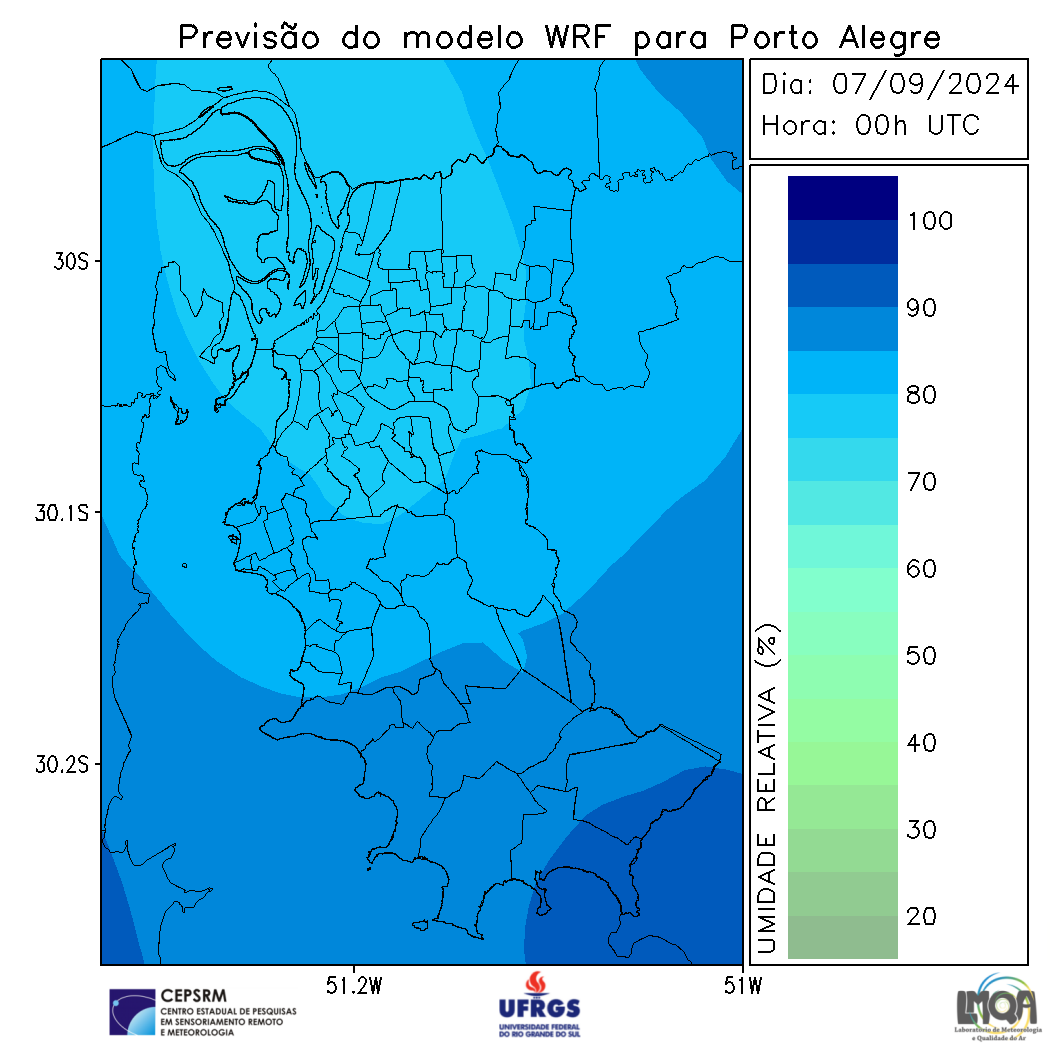 Previsão do modelo WRF para Porto Alegre
Dia: 07/09/2024
Hora: 00h UTC
30S
30.1S
30.2S
51.2W
51W
100
90
80
70
60
50
40
30
20
UMIDADE RELATIVA (%)
CEPSRM
CENTRO ESTADUAL DE PESQUISAS
EM SENSORIAMENTO REMOTO
E METEOROLOGIA
UFRGS
UNIVERSIDADE FEDERAL
DO RIO GRANDE DO SUL
LMQA
Laboratório de Meteorologia
e Qualidade do Ar